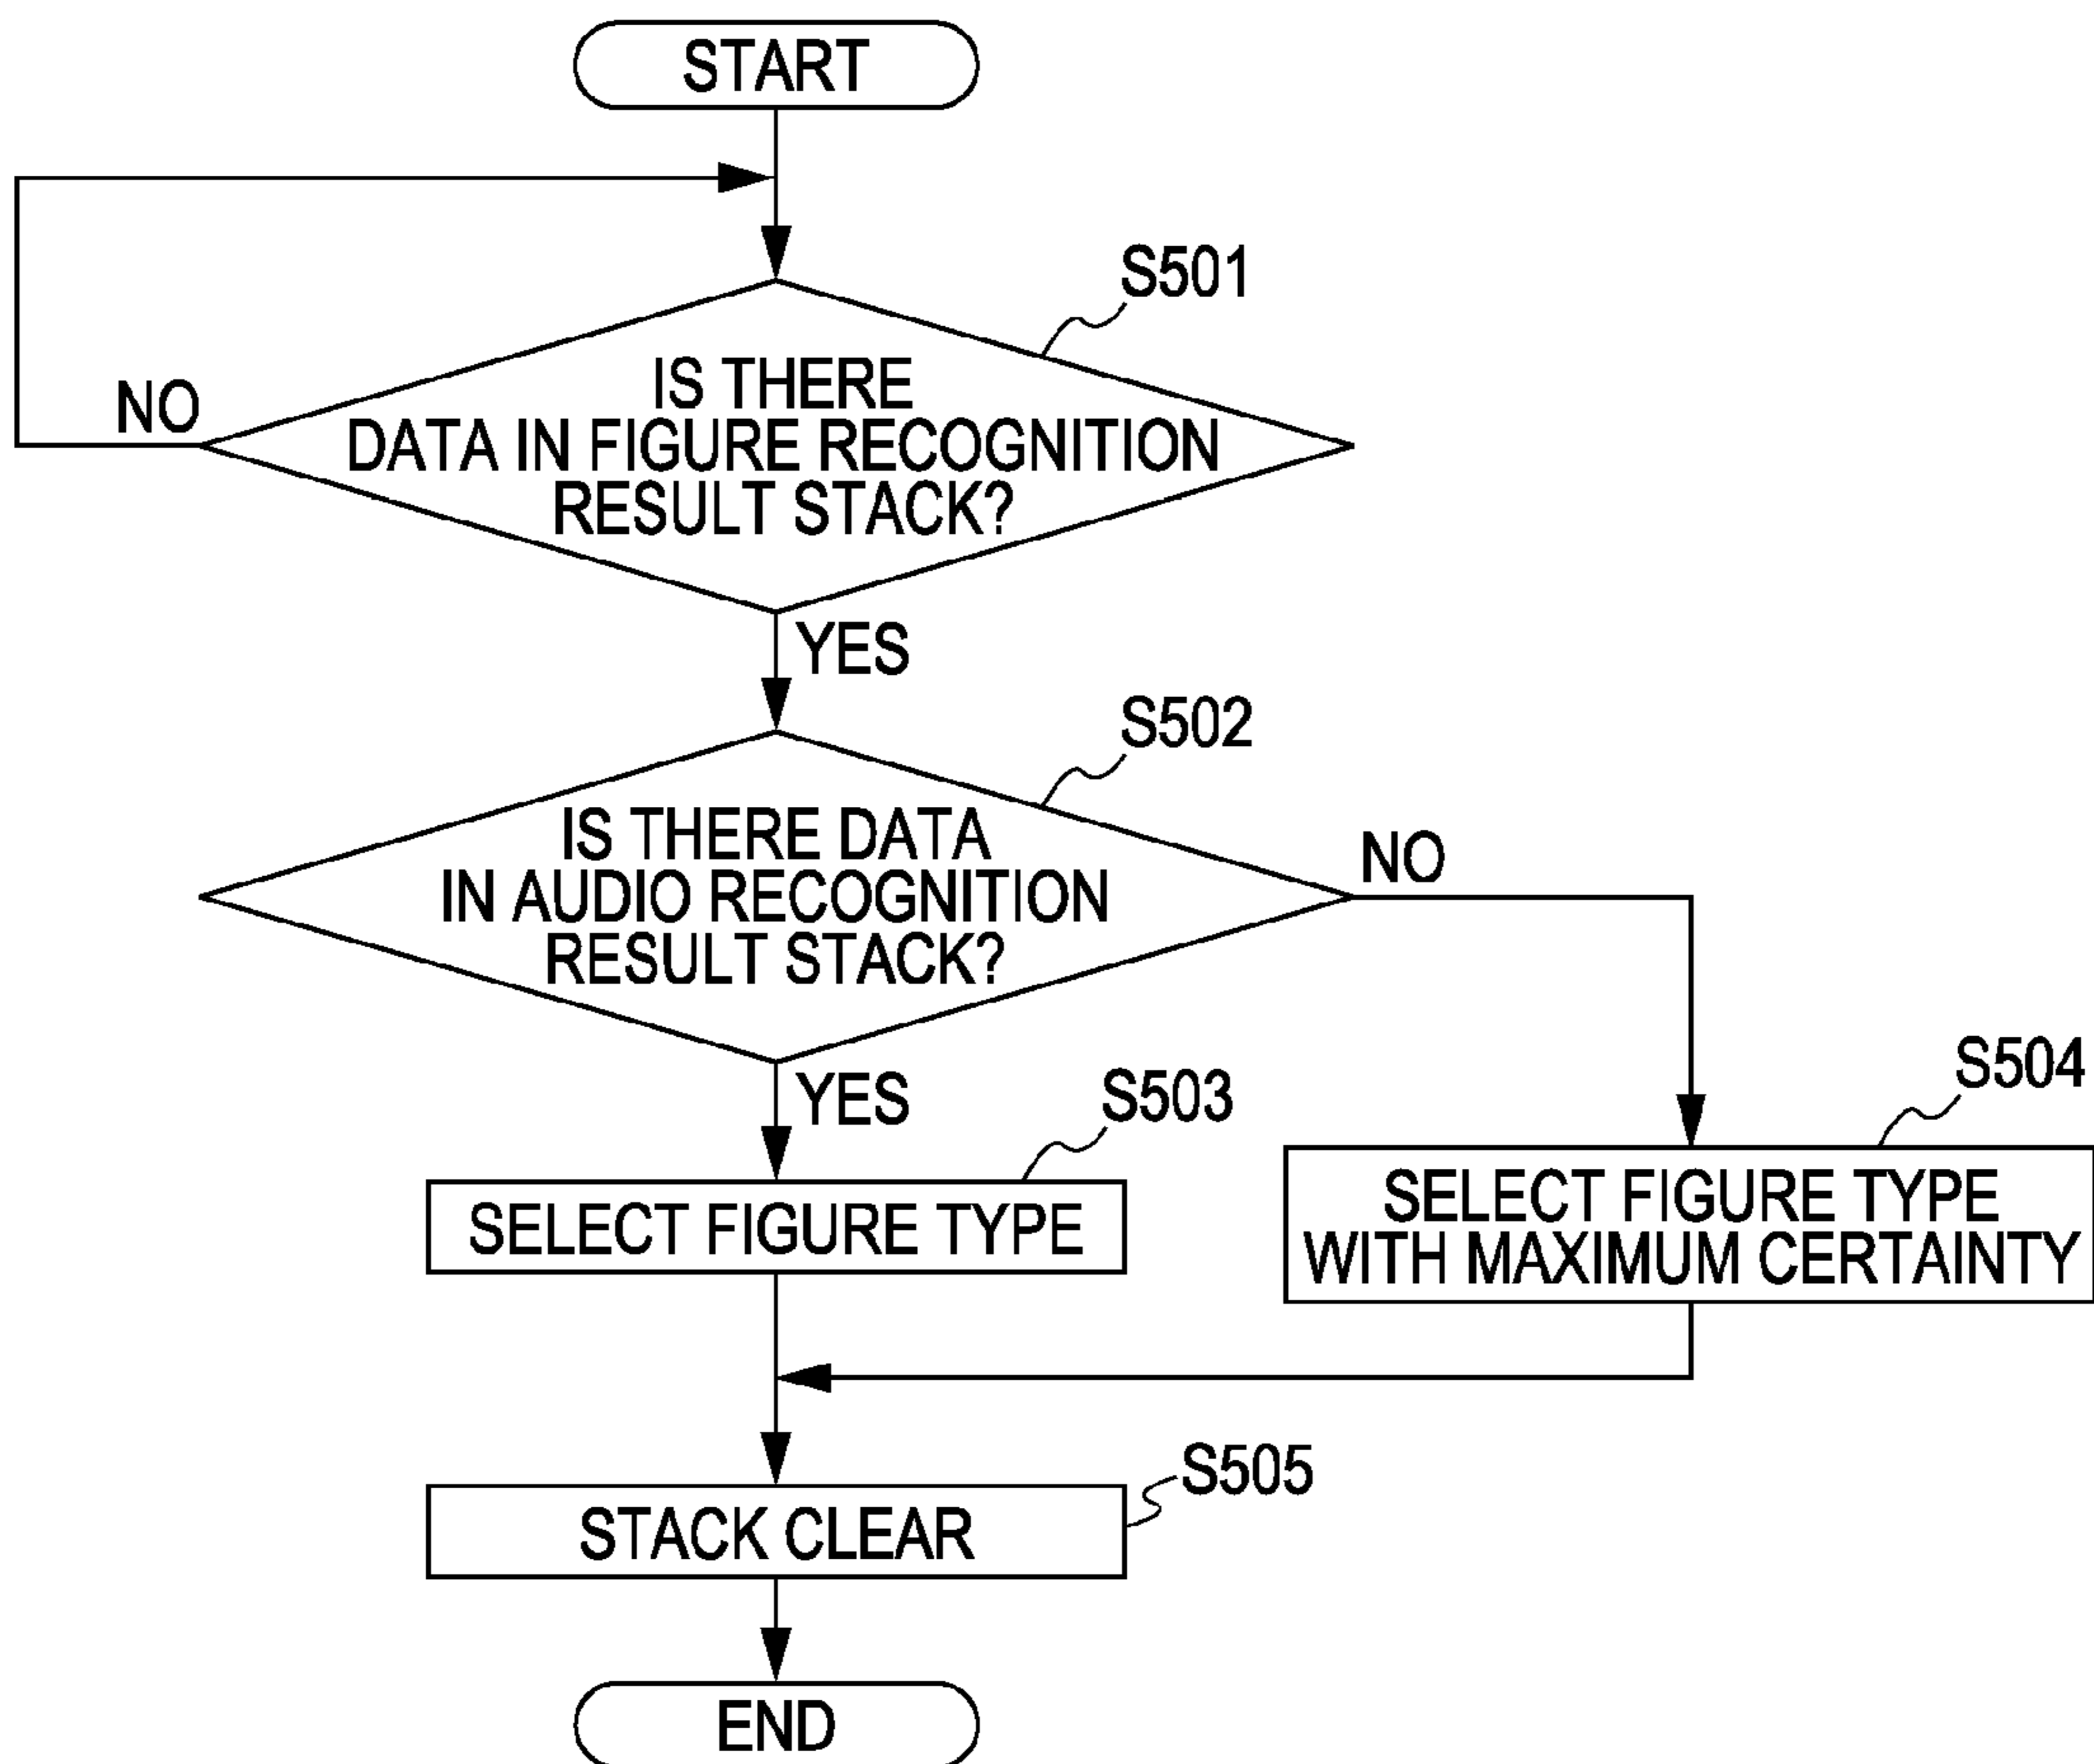 START
S501
IS THERE
DATA IN FIGURE RECOGNITION
RESULT STACK?
NO
YES
S502
IS THERE DATA
IN AUDIO RECOGNITION
RESULT STACK?
NO
YES
S503
SELECT FIGURE TYPE
S504
SELECT FIGURE TYPE
WITH MAXIMUM CERTAINTY
S505
STACK CLEAR
END